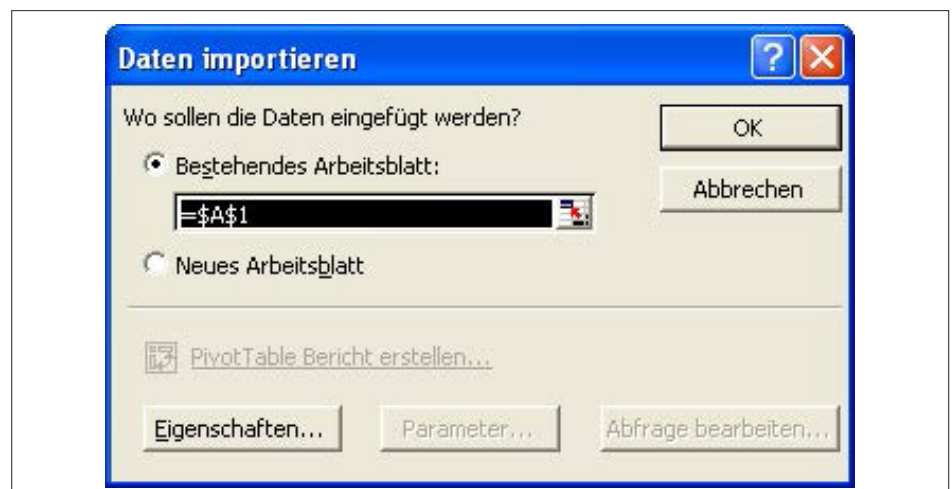 Daten importieren
Wo sollen die Daten eingefügt werden?
OK
Bestehendes Arbeitsblatt:
Abbrechen
=$A$1
Neues Arbeitsblatt
PivotTable Bericht erstellen...
Eigenschaften... Parameter... Abfrage bearbeiten...